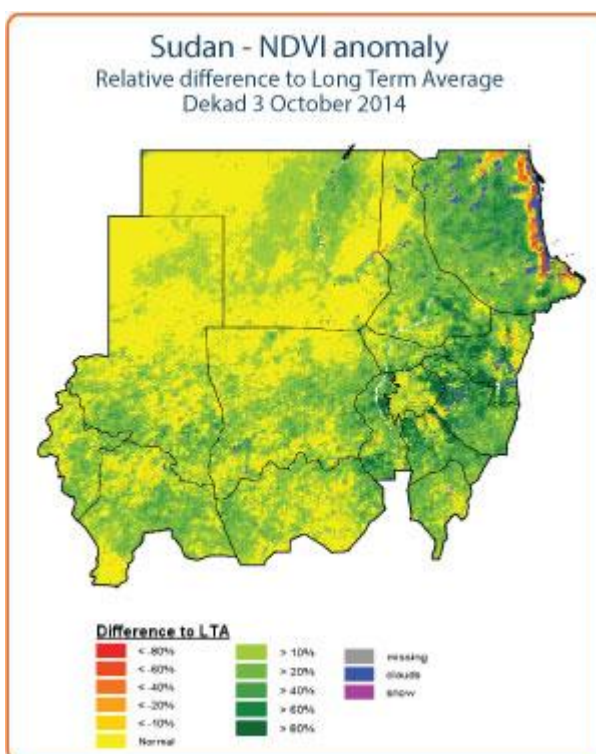 Sudan - NDVI anomaly
Relative difference to Long Term Average
Dekad 3 October 2014
Difference to LTA
< -80%
< -60%
< -40%
< -20%
< -10%
Normal
> 10%
> 20%
> 40%
> 60%
> 80%
missing
clouds
snow